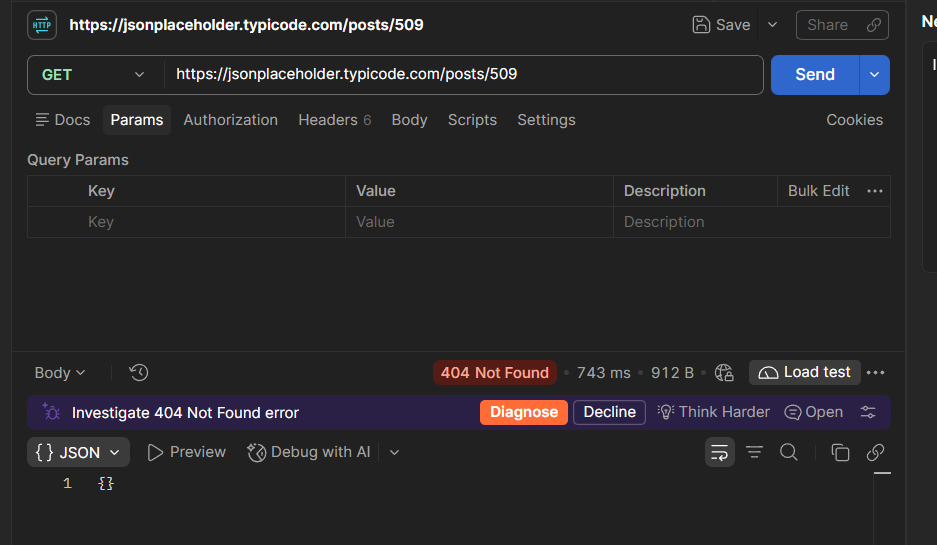 HTTP https://jsonplaceholder.typicode.com/posts/509 Save Share
GET https://jsonplaceholder.typicode.com/posts/509 Send
Docs Params Authorization Headers 6 Body Scripts Settings Cookies
Query Params
Key Value Description Bulk Edit
Key Value Description
Body 404 Not Found 743 ms 912 B Load test
Investigate 404 Not Found error Diagnose Decline Think Harder Open
{} JSON Preview Debug with AI
1 {}